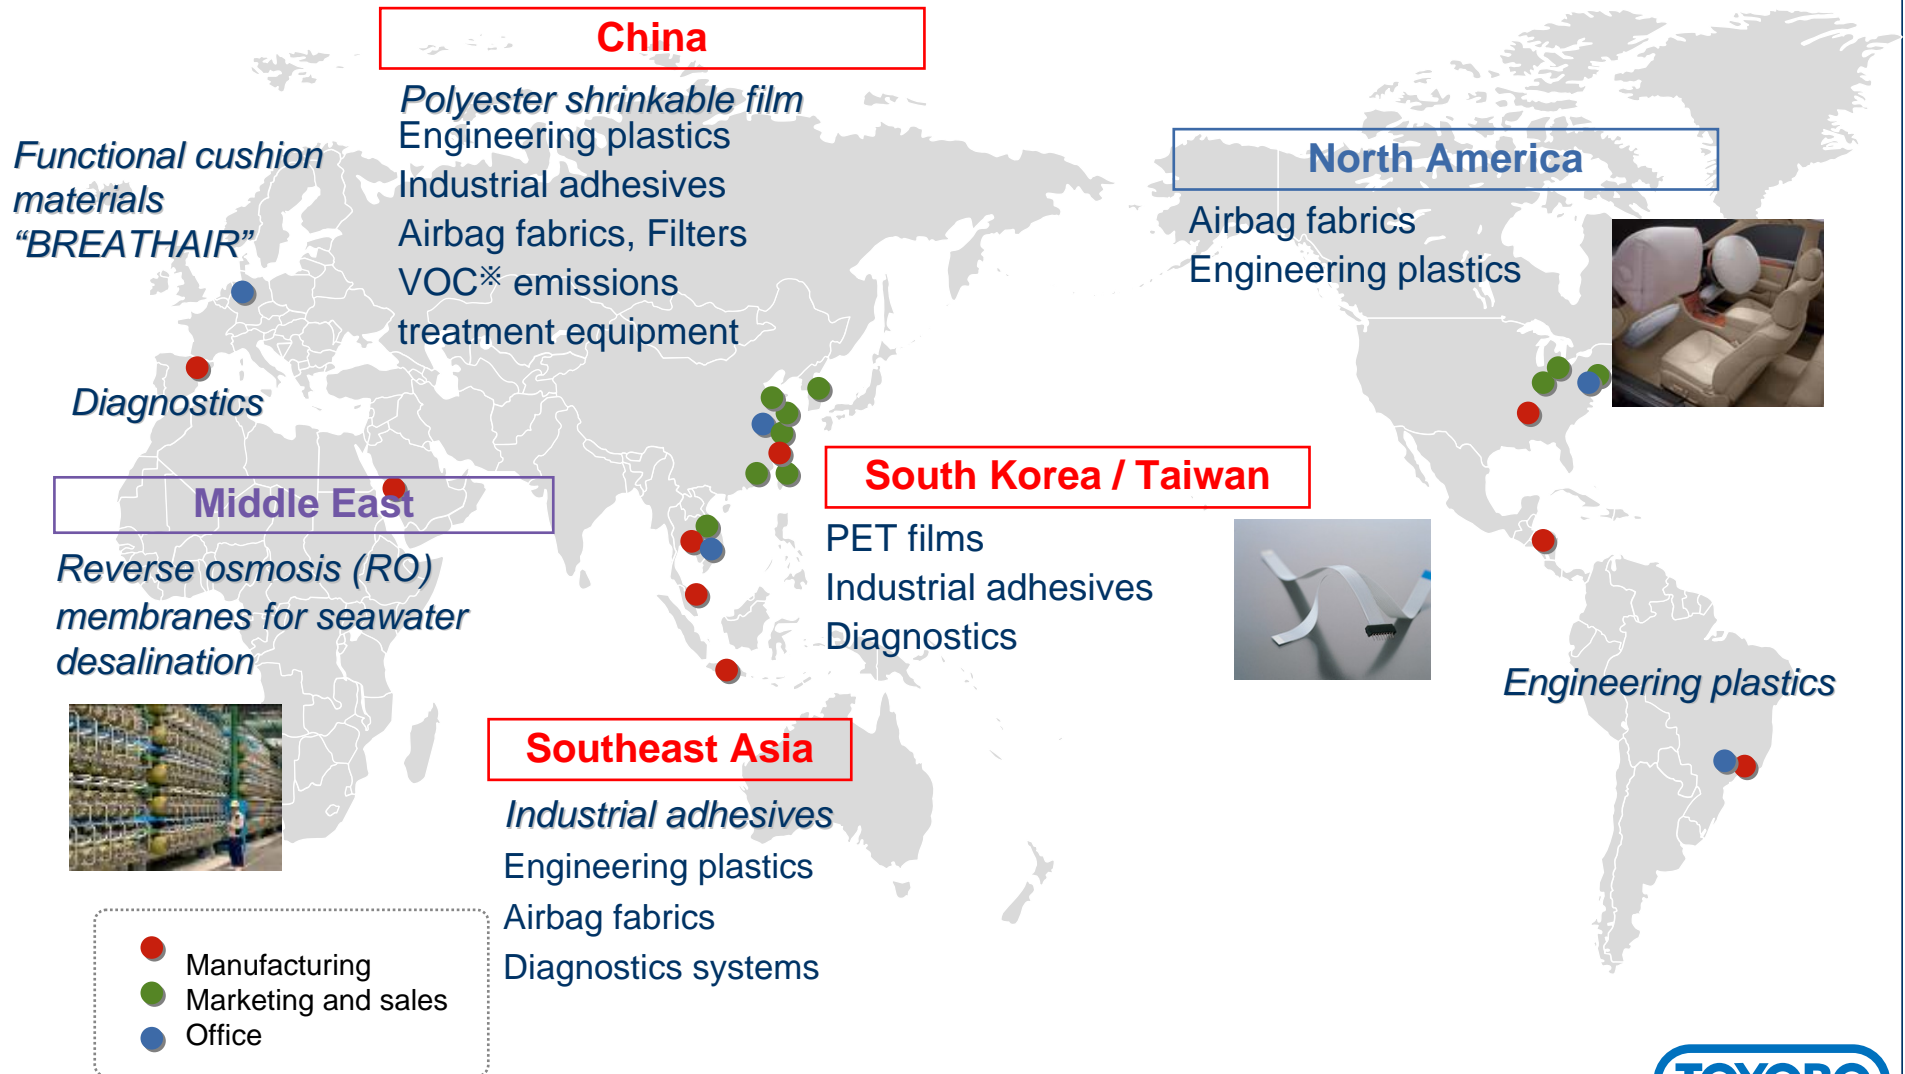 China
Polyester shrinkable film
Engineering plastics
Industrial adhesives
Airbag fabrics, Filters
VOC※ emissions
treatment equipment
Functional cushion
materials
“BREATHAIR”
Diagnostics
North America
Airbag fabrics
Engineering plastics
Middle East
Reverse osmosis (RO)
membranes for seawater
desalination
South Korea / Taiwan
PET films
Industrial adhesives
Diagnostics
Engineering plastics
Southeast Asia
Industrial adhesives
Engineering plastics
Airbag fabrics
Diagnostics systems
Manufacturing
Marketing and sales
Office
TOYOBO